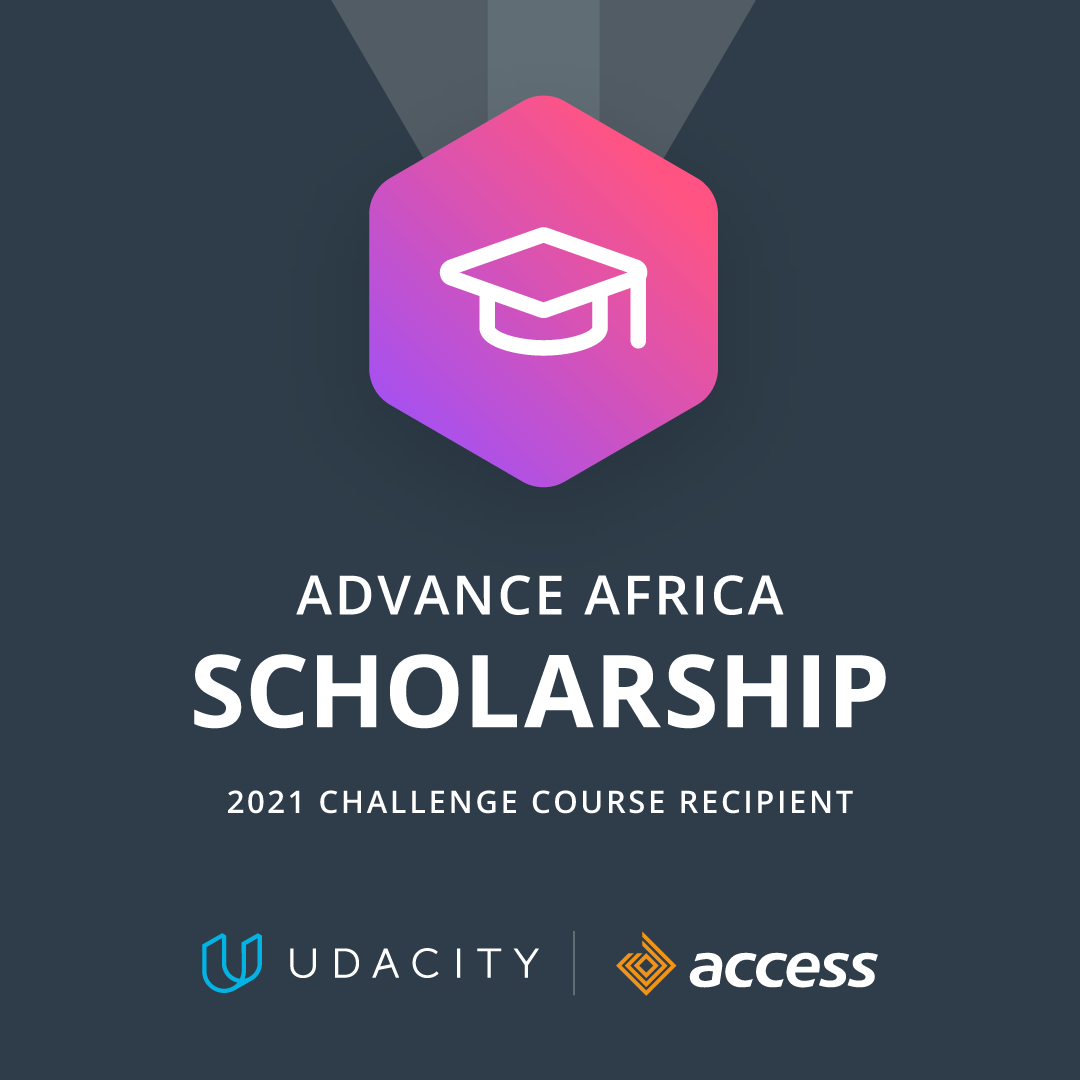 ADVANCE AFRICA
SCHOLARSHIP
2021 CHALLENGE COURSE RECIPIENT
UDACITY
access